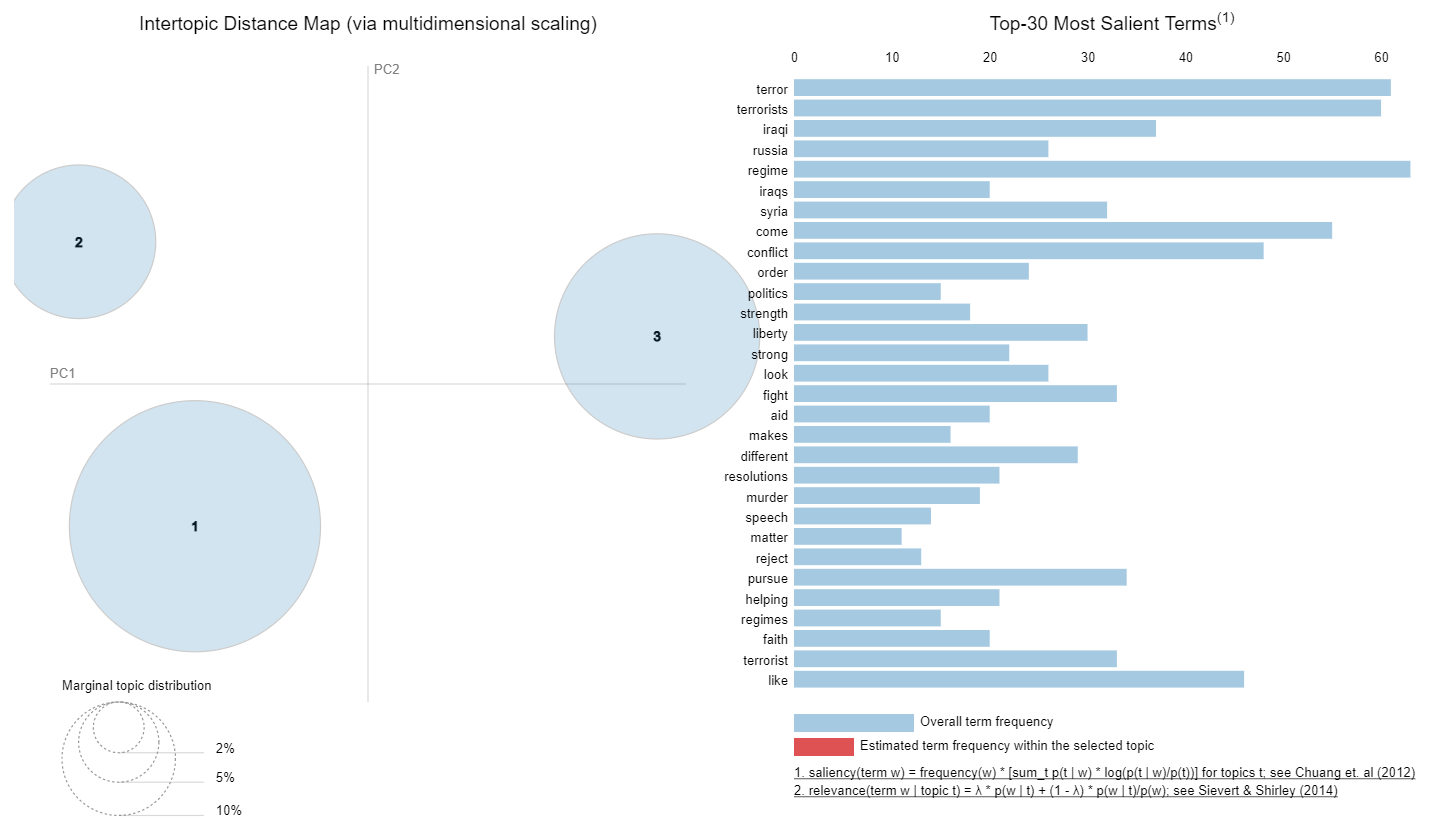 Intertopic Distance Map (via multidimensional scaling)
PC2
PC1
2
3
1
Marginal topic distribution
2%
5%
10%
Top-30 Most Salient Terms(1)
0 10 20 30 40 50 60
terror
terrorists
iraqi
russia
regime
iraqs
syria
come
conflict
order
politics
strength
liberty
strong
look
fight
aid
makes
different
resolutions
murder
speech
matter
reject
pursue
helping
regimes
faith
terrorist
like
Overall term frequency
Estimated term frequency within the selected topic
1. saliency(term w) = frequency(w) * [sum_t p(t | w) * log(p(t | w)/p(t))] for topics t; see Chuang et. al (2012)
2. relevance(term w | topic t) = λ * p(w | t) + (1 - λ) * p(w | t)/p(w); see Sievert & Shirley (2014)